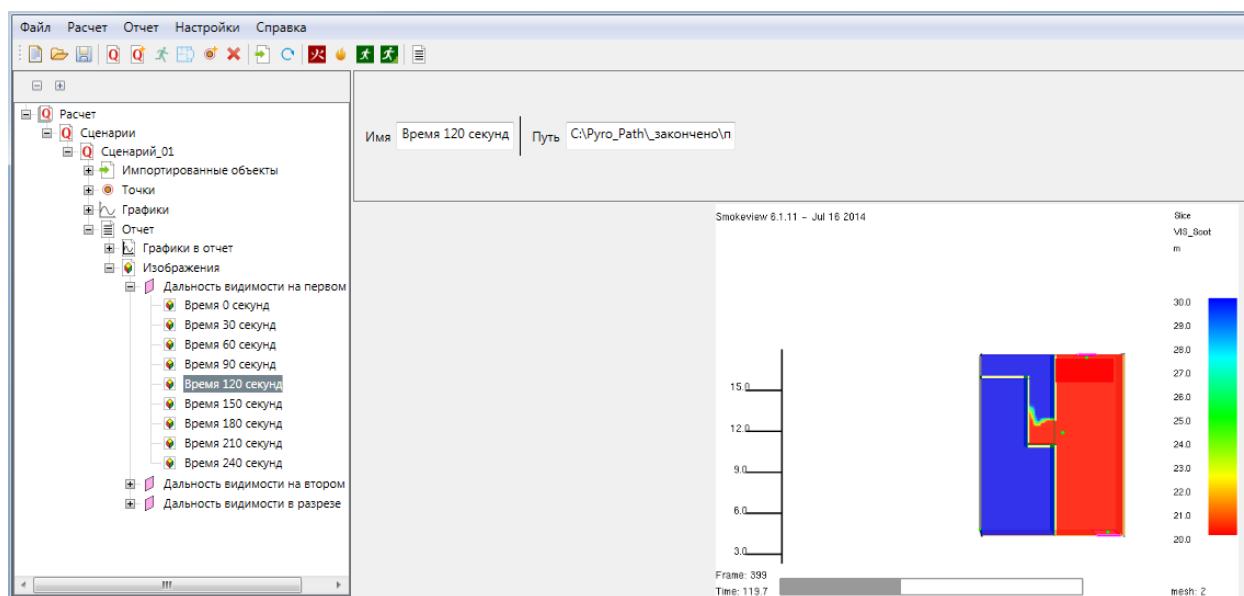 Файл Расчет Отчет Настройки Справка
Расчет
Сценарии
Сценарий_01
Импортированные объекты
Точки
Графики
Отчет
Графики в отчет
Изображения
Дальность видимости на первом
Время 0 секунд
Время 30 секунд
Время 60 секунд
Время 90 секунд
Время 120 секунд
Время 150 секунд
Время 180 секунд
Время 210 секунд
Время 240 секунд
Дальность видимости на втором
Дальность видимости в разрезе
Имя Время 120 секунд Путь C:\Pyro_Path\_закончено\п
Smokeview 6.1.11 - Jul 16 2014
Slice
VIS_Soot
m
30.0
29.0
28.0
27.0
26.0
25.0
24.0
23.0
22.0
21.0
20.0
15.0
12.0
9.0
6.0
3.0
Frame: 399
Time: 119.7
mesh: 2